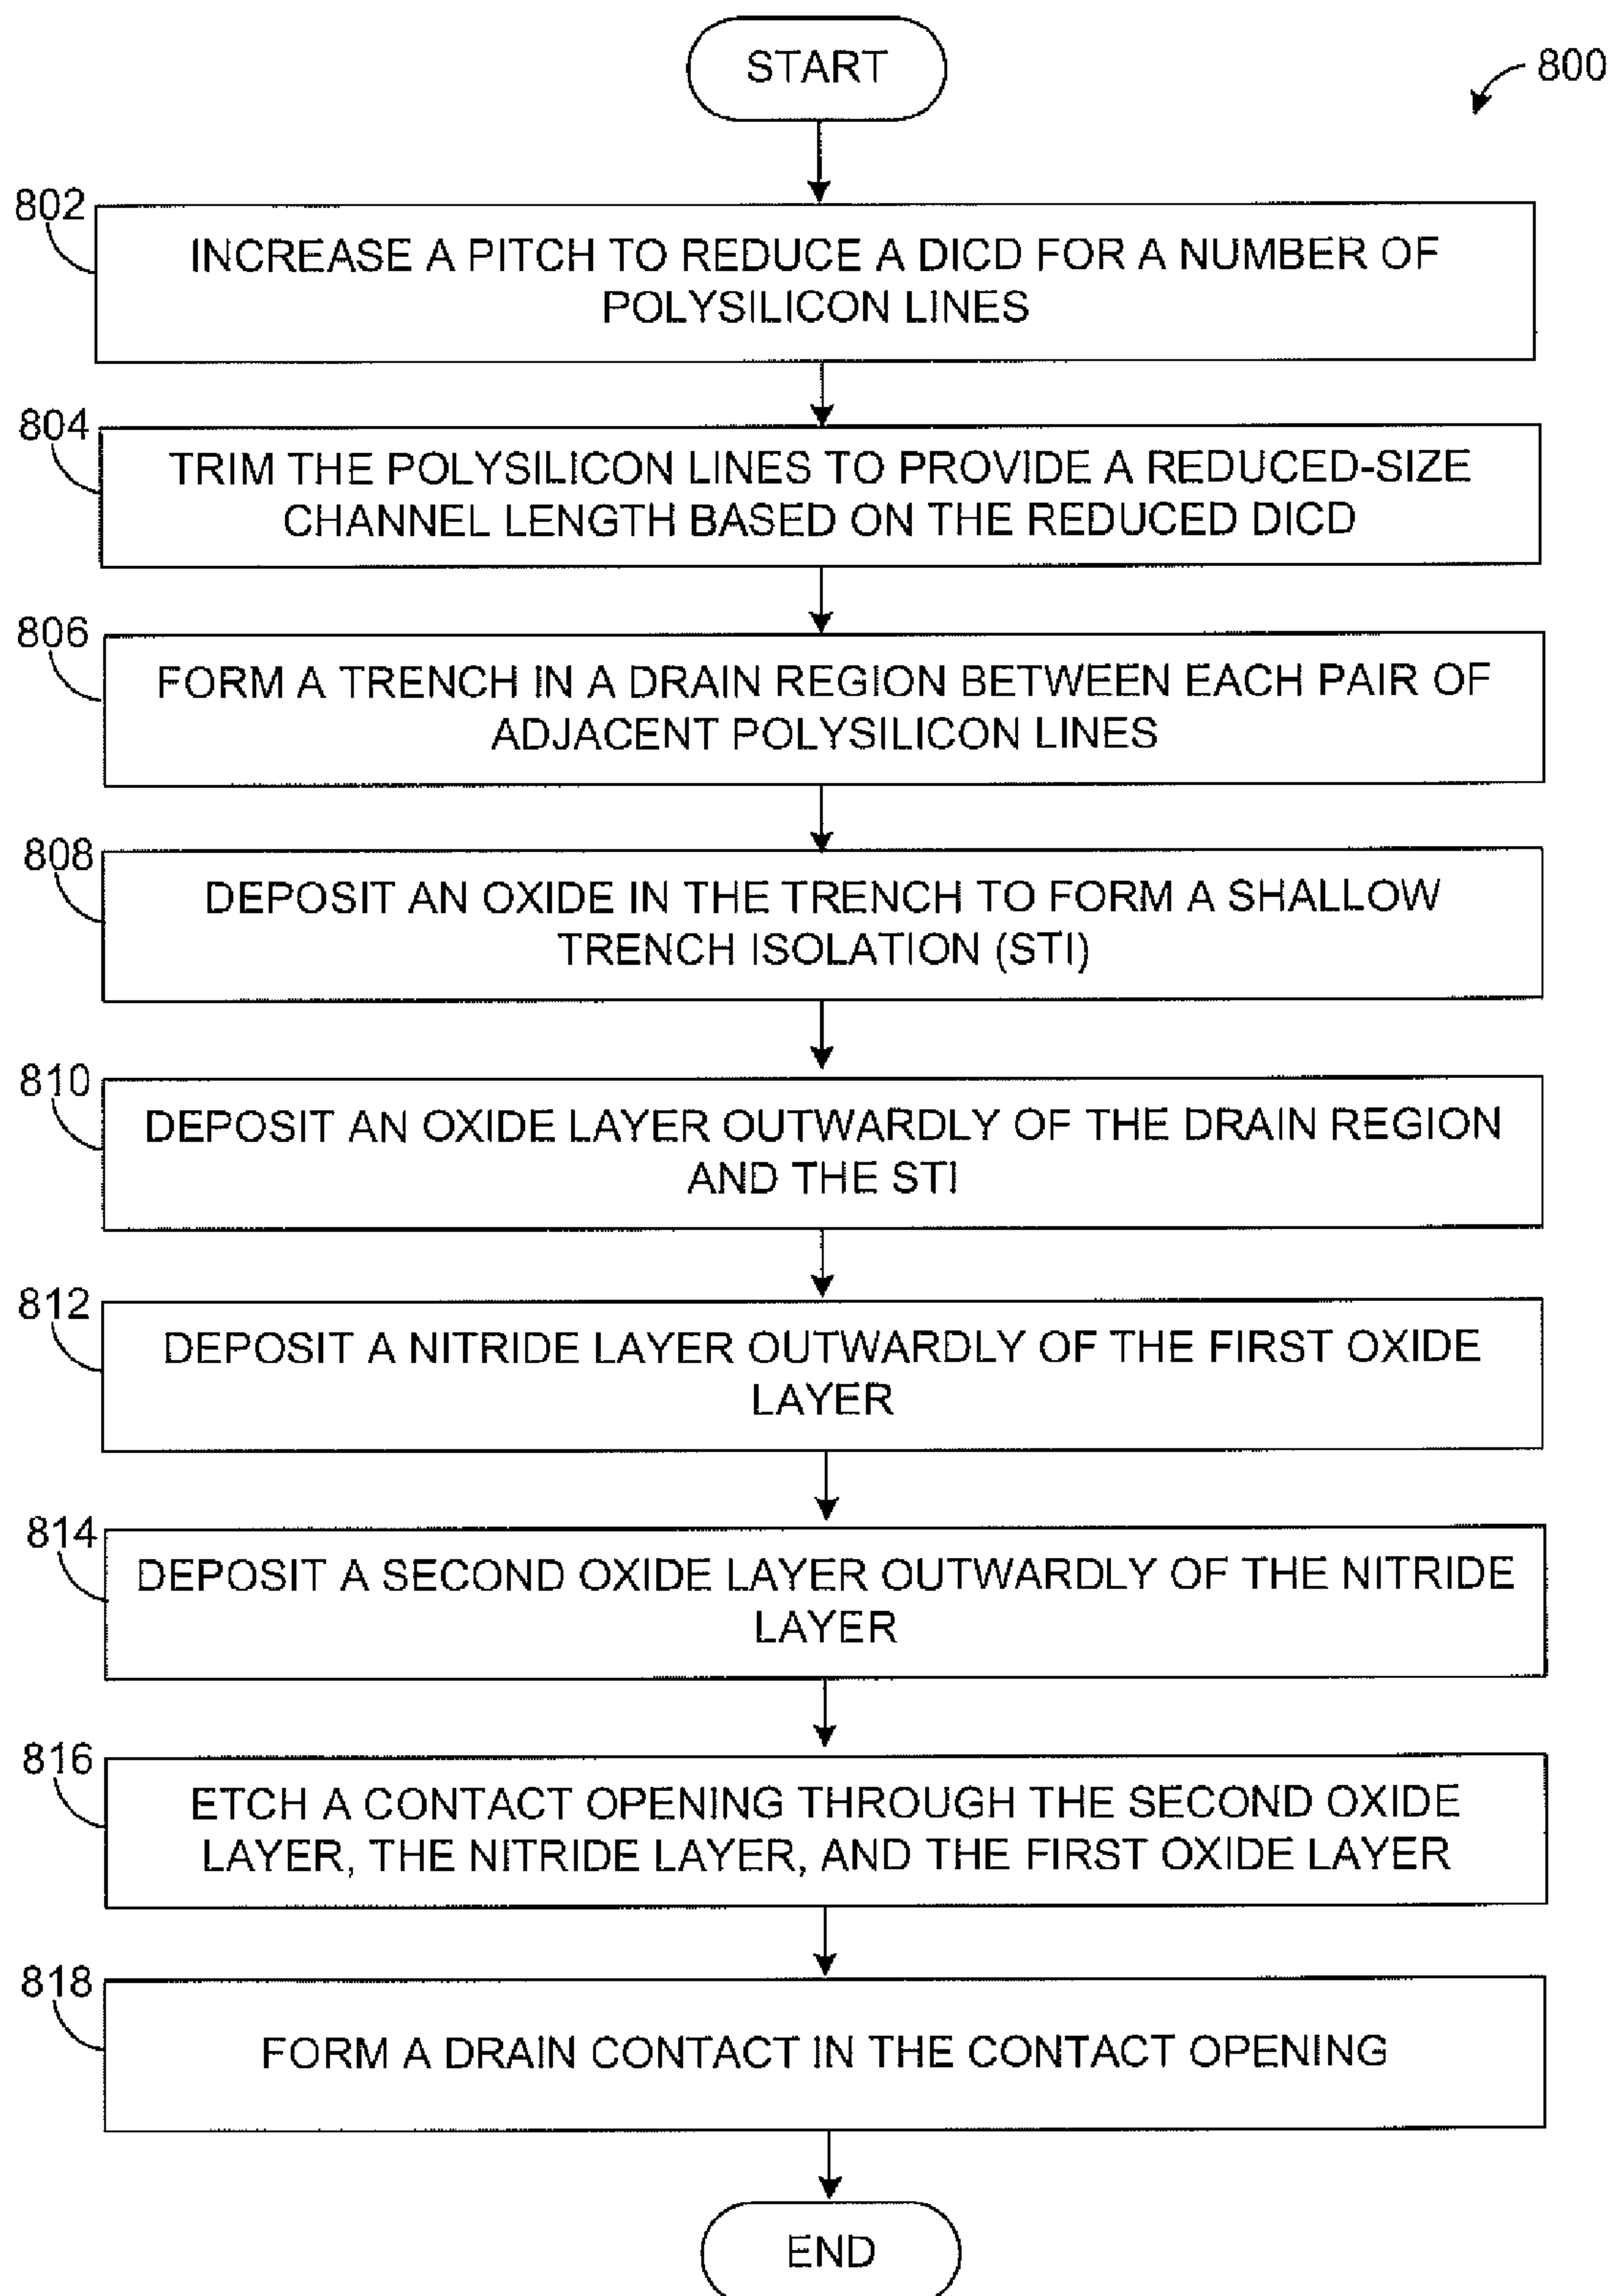 START
800
802
INCREASE A PITCH TO REDUCE A DICD FOR A NUMBER OF
POLYSILICON LINES
804
TRIM THE POLYSILICON LINES TO PROVIDE A REDUCED-SIZE
CHANNEL LENGTH BASED ON THE REDUCED DICD
806
FORM A TRENCH IN A DRAIN REGION BETWEEN EACH PAIR OF
ADJACENT POLYSILICON LINES
808
DEPOSIT AN OXIDE IN THE TRENCH TO FORM A SHALLOW
TRENCH ISOLATION (STI)
810
DEPOSIT AN OXIDE LAYER OUTWARDLY OF THE DRAIN REGION
AND THE STI
812
DEPOSIT A NITRIDE LAYER OUTWARDLY OF THE FIRST OXIDE
LAYER
814
DEPOSIT A SECOND OXIDE LAYER OUTWARDLY OF THE NITRIDE
LAYER
816
ETCH A CONTACT OPENING THROUGH THE SECOND OXIDE
LAYER, THE NITRIDE LAYER, AND THE FIRST OXIDE LAYER
818
FORM A DRAIN CONTACT IN THE CONTACT OPENING
END